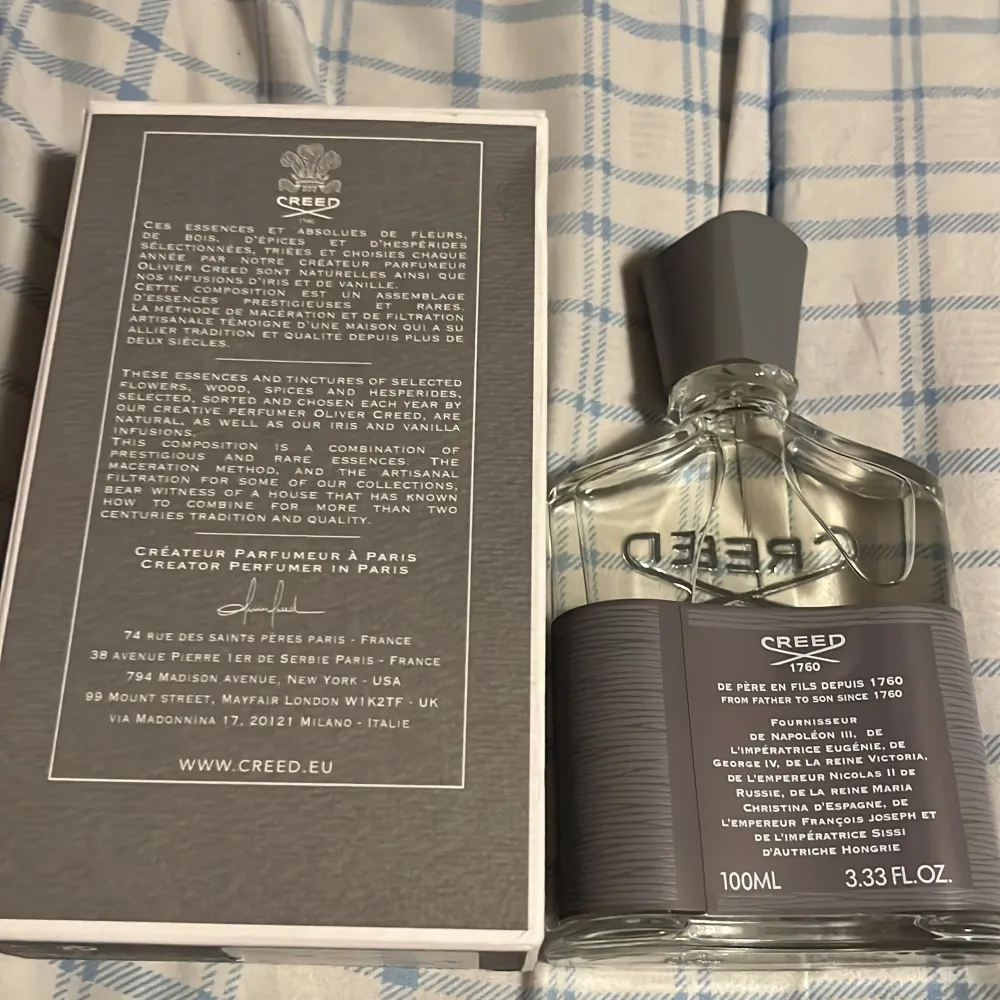 CREED
1760
CES ESSENCES ET ABSOLUES DE FLEURS,
DE BOIS, D'ÉPICES ET D'HESPÉRIDES
SÉLECTIONNÉES, TRIÉES ET CHOISIES CHAQUE
ANNÉE PAR NOTRE CRÉATEUR PARFUMEUR
OLIVIER CREED SONT NATURELLES AINSI QUE
NOS INFUSIONS D'IRIS ET DE VANILLE.
CETTE COMPOSITION EST UN ASSEMBLAGE
D'ESSENCES PRESTIGIEUSES ET RARES.
LA MÉTHODE DE MACÉRATION ET DE FILTRATION
ARTISANALE TÉMOIGNE D'UNE MAISON QUI A SU
ALLIER TRADITION ET QUALITE DEPUIS PLUS DE
DEUX SIÈCLES.
THESE ESSENCES AND TINCTURES OF SELECTED
FLOWERS, WOOD, SPICES AND HESPERIDES,
SELECTED, SORTED AND CHOSEN EACH YEAR BY
OUR CREATIVE PERFUMER OLIVER CREED, ARE
NATURAL, AS WELL AS OUR IRIS AND VANILLA
INFUSIONS.
THIS COMPOSITION IS A COMBINATION OF
PRESTIGIOUS AND RARE ESSENCES. THE
MACERATION METHOD, AND THE ARTISANAL
FILTRATION FOR SOME OF OUR COLLECTIONS,
BEAR WITNESS OF A HOUSE THAT HAS KNOWN
HOW TO COMBINE FOR MORE THAN TWO
CENTURIES TRADITION AND QUALITY.
CRÉATEUR PARFUMEUR À PARIS
CREATOR PERFUMER IN PARIS
74 RUE DES SAINTS PÈRES PARIS - FRANCE
38 AVENUE PIERRE 1ER DE SERBIE PARIS - FRANCE
794 MADISON AVENUE, NEW YORK - USA
99 MOUNT STREET, MAYFAIR LONDON W1K2TF - UK
VIA MADONNINA 17, 20121 MILANO - ITALIE
WWW.CREED.EU
CREED
CREED
1760
DE PÈRE EN FILS DEPUIS 1760
FROM FATHER TO SON SINCE 1760
FOURNISSEUR
DE NAPOLÉON III, DE
L'IMPÉRATRICE EUGÉNIE, DE
GEORGE IV, DE LA REINE VICTORIA,
DE L'EMPEREUR NICOLAS II DE
RUSSIE, DE LA REINE MARIA
CHRISTINA D'ESPAGNE, DE
L'EMPEREUR FRANÇOIS JOSEPH ET
DE L'IMPÉRATRICE SISSI
D'AUTRICHE HONGRIE
100ML 3.33 FL.OZ.